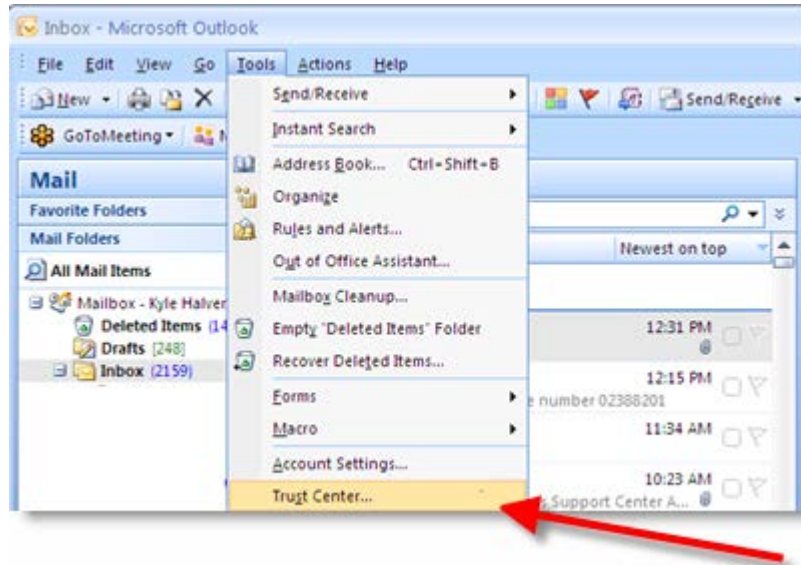 Inbox - Microsoft Outlook
File Edit View Go Tools Actions Help
New Send/Receive
GoToMeeting
Send/Receive
Instant Search
Address Book... Ctrl+Shift+B
Organize
Rules and Alerts...
Out of Office Assistant...
Mailbox Cleanup...
Empty "Deleted Items" Folder
Recover Deleted Items...
Forms
Macro
Account Settings...
Trust Center...
Mail
Favorite Folders
Mail Folders
All Mail Items
Mailbox - Kyle Halver
Deleted Items (14
Drafts [248]
Inbox (2159)
Newest on top
12:31 PM
12:15 PM
number 02388201
11:34 AM
10:23 AM
Support Center A...